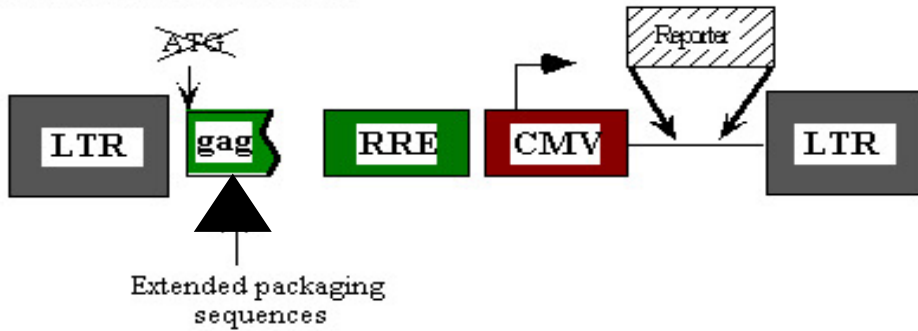 ATG
Reporter
LTR
gag
RRE
CMV
LTR
Extended packaging
sequences